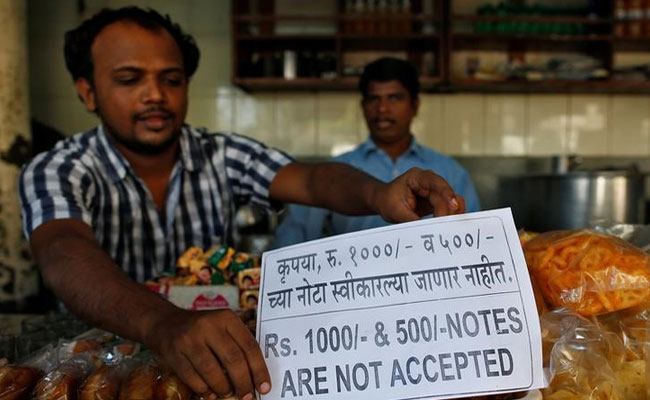 कृपया, रु. १०००/- व ५००/-
च्या नोटा स्वीकारल्या जाणार नाहीत.
Rs. 1000/- & 500/-NOTES
ARE NOT ACCEPTED